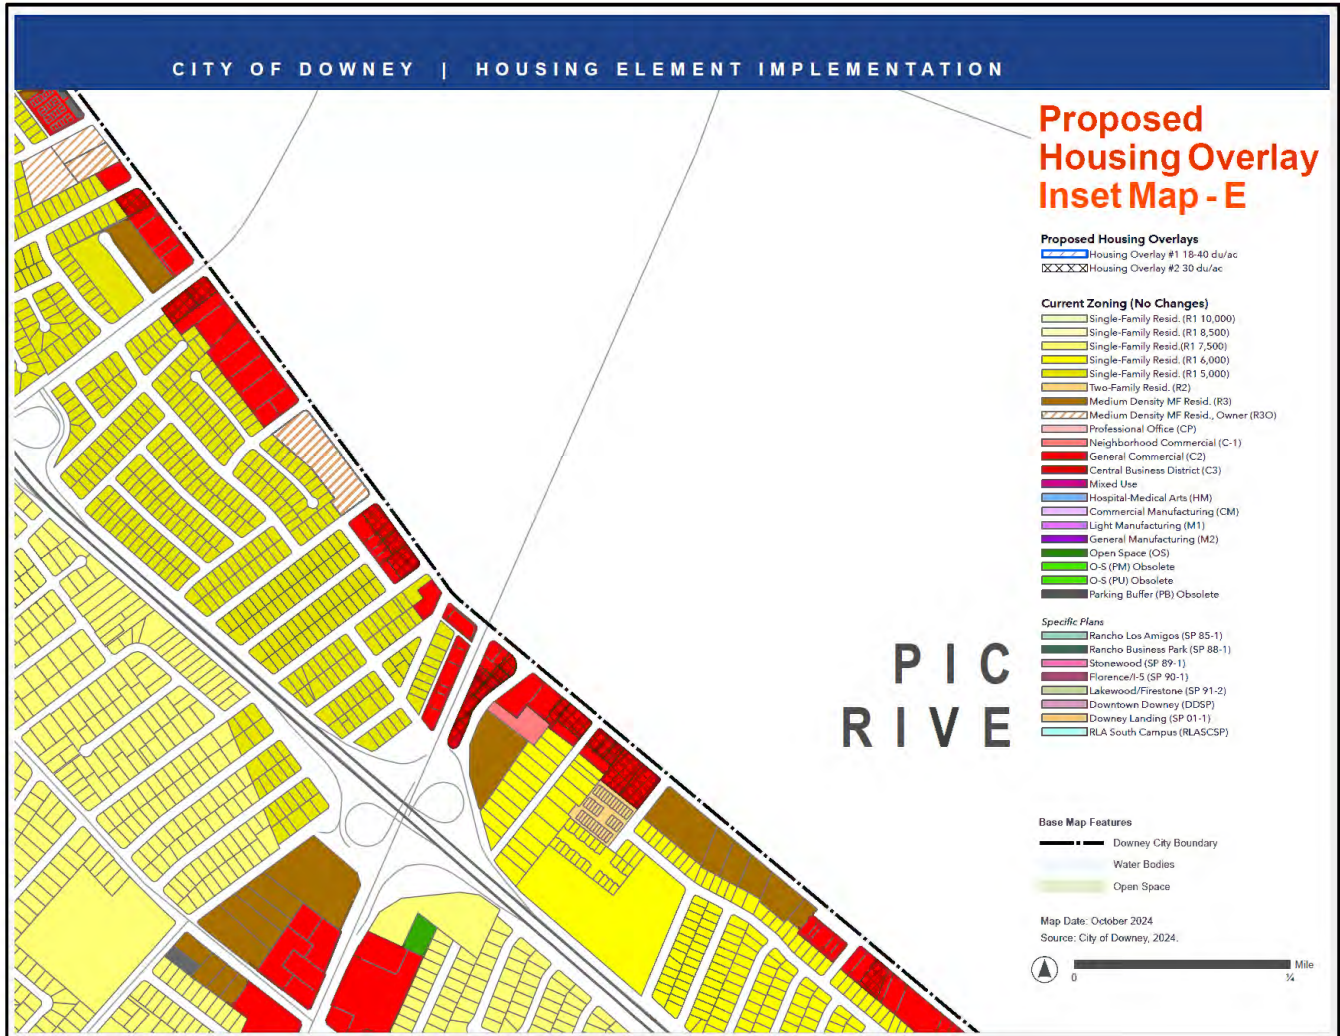 CITY OF DOWNEY | HOUSING ELEMENT IMPLEMENTATION
Proposed
Housing Overlay
Inset Map - E
Proposed Housing Overlays
Housing Overlay #1 18-40 du/ac
Housing Overlay #2 30 du/ac
Current Zoning (No Changes)
Single-Family Resid. (R1 10,000)
Single-Family Resid. (R1 8,500)
Single-Family Resid.(R1 7,500)
Single-Family Resid. (R1 6,000)
Single-Family Resid. (R1 5,000)
Two-Family Resid. (R2)
Medium Density MF Resid. (R3)
Medium Density MF Resid., Owner (R3O)
Professional Office (CP)
Neighborhood Commercial (C-1)
General Commercial (C2)
Central Business District (C3)
Mixed Use
Hospital-Medical Arts (HM)
Commercial Manufacturing (CM)
Light Manufacturing (M1)
General Manufacturing (M2)
Open Space (OS)
O-S (PM) Obsolete
O-S (PU) Obsolete
Parking Buffer (PB) Obsolete
Specific Plans
Rancho Los Amigos (SP 85-1)
Rancho Business Park (SP 88-1)
Stonewood (SP 89-1)
Florence/I-5 (SP 90-1)
Lakewood/Firestone (SP 91-2)
Downtown Downey (DDSP)
Downey Landing (SP 01-1)
RLA South Campus (RLASCSP)
PIC
RIVE
Base Map Features
Downey City Boundary
Water Bodies
Open Space
Map Date: October 2024
Source: City of Downey, 2024.
Mile
0 ¼